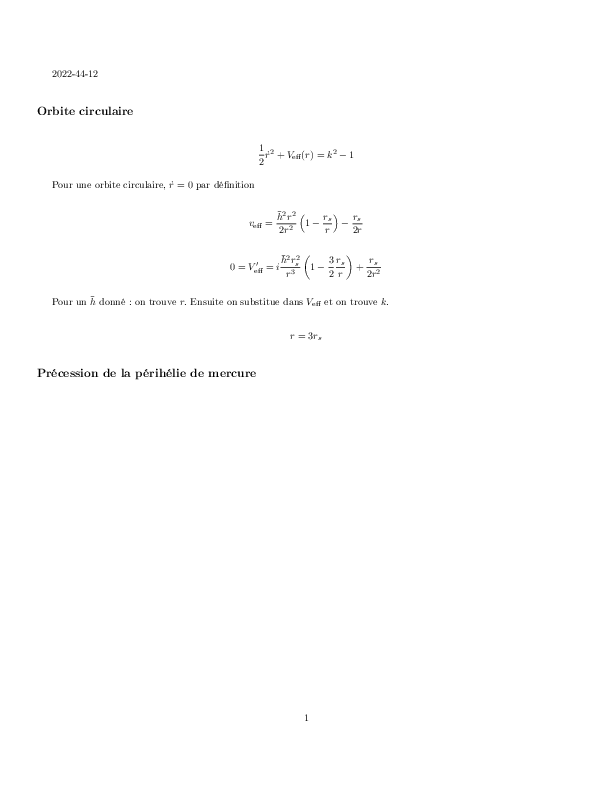 2022-44-12
Orbite circulaire
\frac{1}{2}\dot{r}^2 + V_{\text{eff}}(r) = k^2 - 1
Pour une orbite circulaire, \dot{r} = 0 par définition
v_{\text{eff}} = \frac{\tilde{h}^2 r^2}{2r^2} \left(1 - \frac{r_s}{r}\right) - \frac{r_s}{2r}
0 = V'_{\text{eff}} = i\frac{\tilde{h}^2 r_s^2}{r^3} \left(1 - \frac{3}{2}\frac{r_s}{r}\right) + \frac{r_s}{2r^2}
Pour un \tilde{h} donné : on trouve r. Ensuite on substitue dans V_{\text{eff}} et on trouve k.
r = 3r_s
Précession de la périhélie de mercure
1